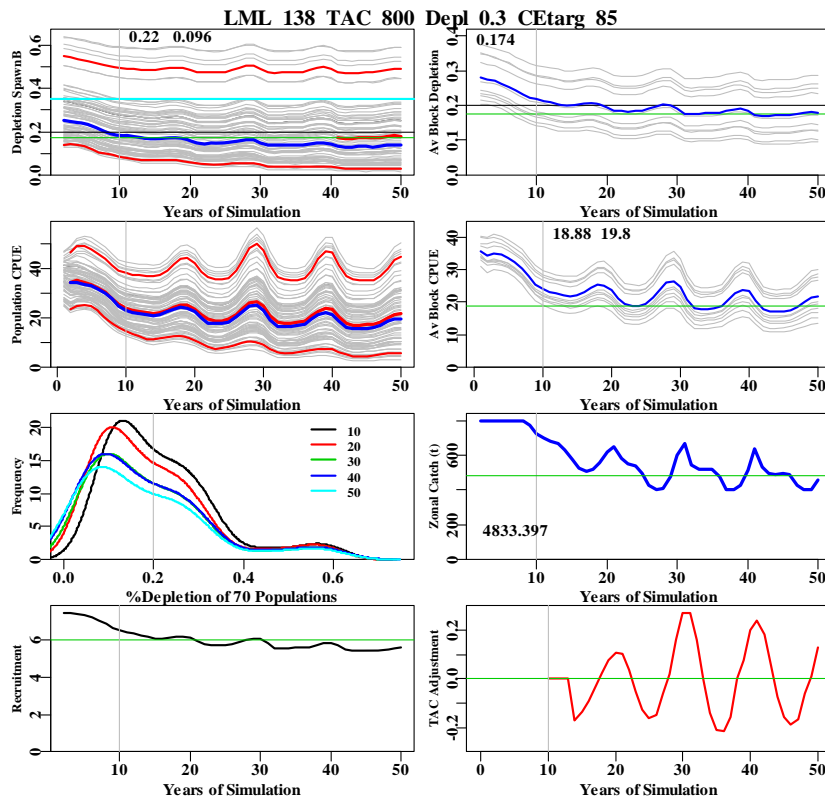 LML 138 TAC 800 Depl 0.3 CEtarg 85
0.22 0.096
Depletion SpawnB
0.0 0.2 0.4 0.6
10 20 30 40 50
Years of Simulation
0.174
Av Block Depletion
0.0 0.1 0.2 0.3 0.4
0 10 20 30 40 50
Years of Simulation
Population CPUE
0 20 40
0 10 20 30 40 50
Years of Simulation
18.88 19.8
Av Block CPUE
0 10 20 30 40
0 10 20 30 40 50
Years of Simulation
Frequency
0 5 10 15 20
10
20
30
40
50
0.0 0.2 0.4 0.6
%Depletion of 70 Populations
Zonal Catch (t)
0 200 600
4833.397
0 10 20 30 40 50
Years of Simulation
Recruitment
0 2 4 6
10 20 30 40 50
Years of Simulation
TAC Adjustment
-0.2 0.0 0.2
0 10 20 30 40 50
Years of Simulation